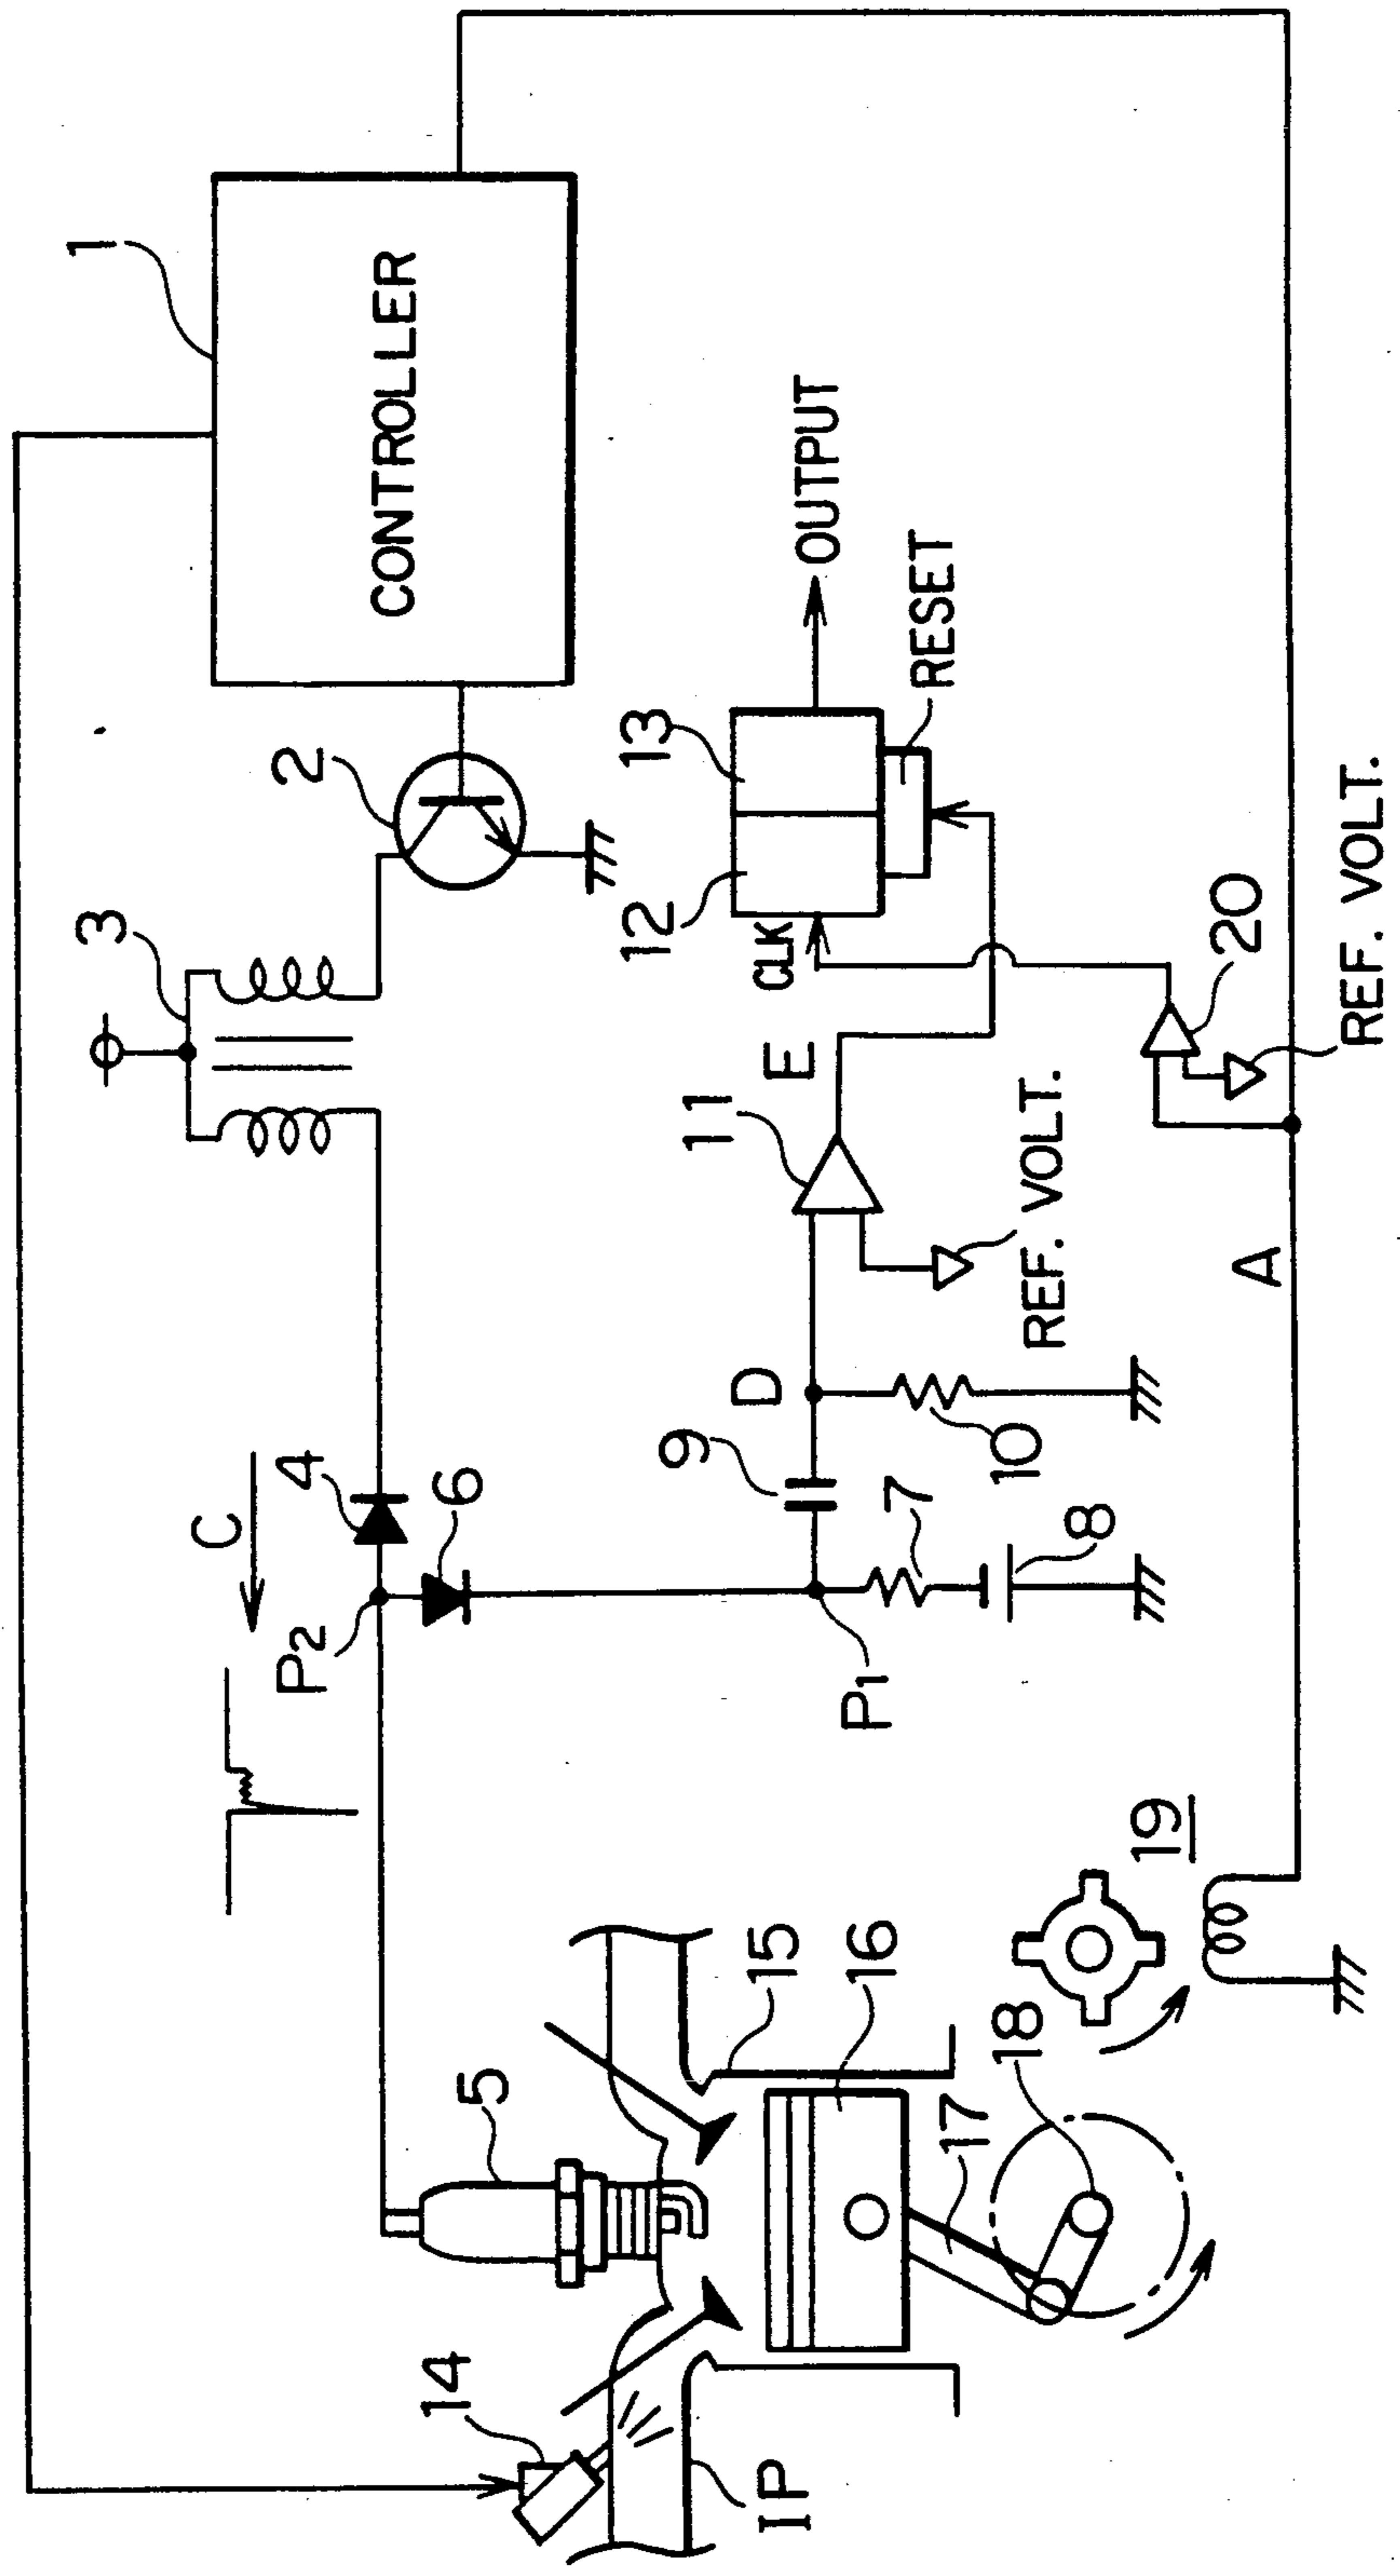 1
CONTROLLER
2
3
C
4
P2
6
5
14
IP
15
16
17
18
19
A
P1
7
8
9
D
10
11
E
REF. VOLT.
CLK
12
13
OUTPUT
RESET
20
REF. VOLT.